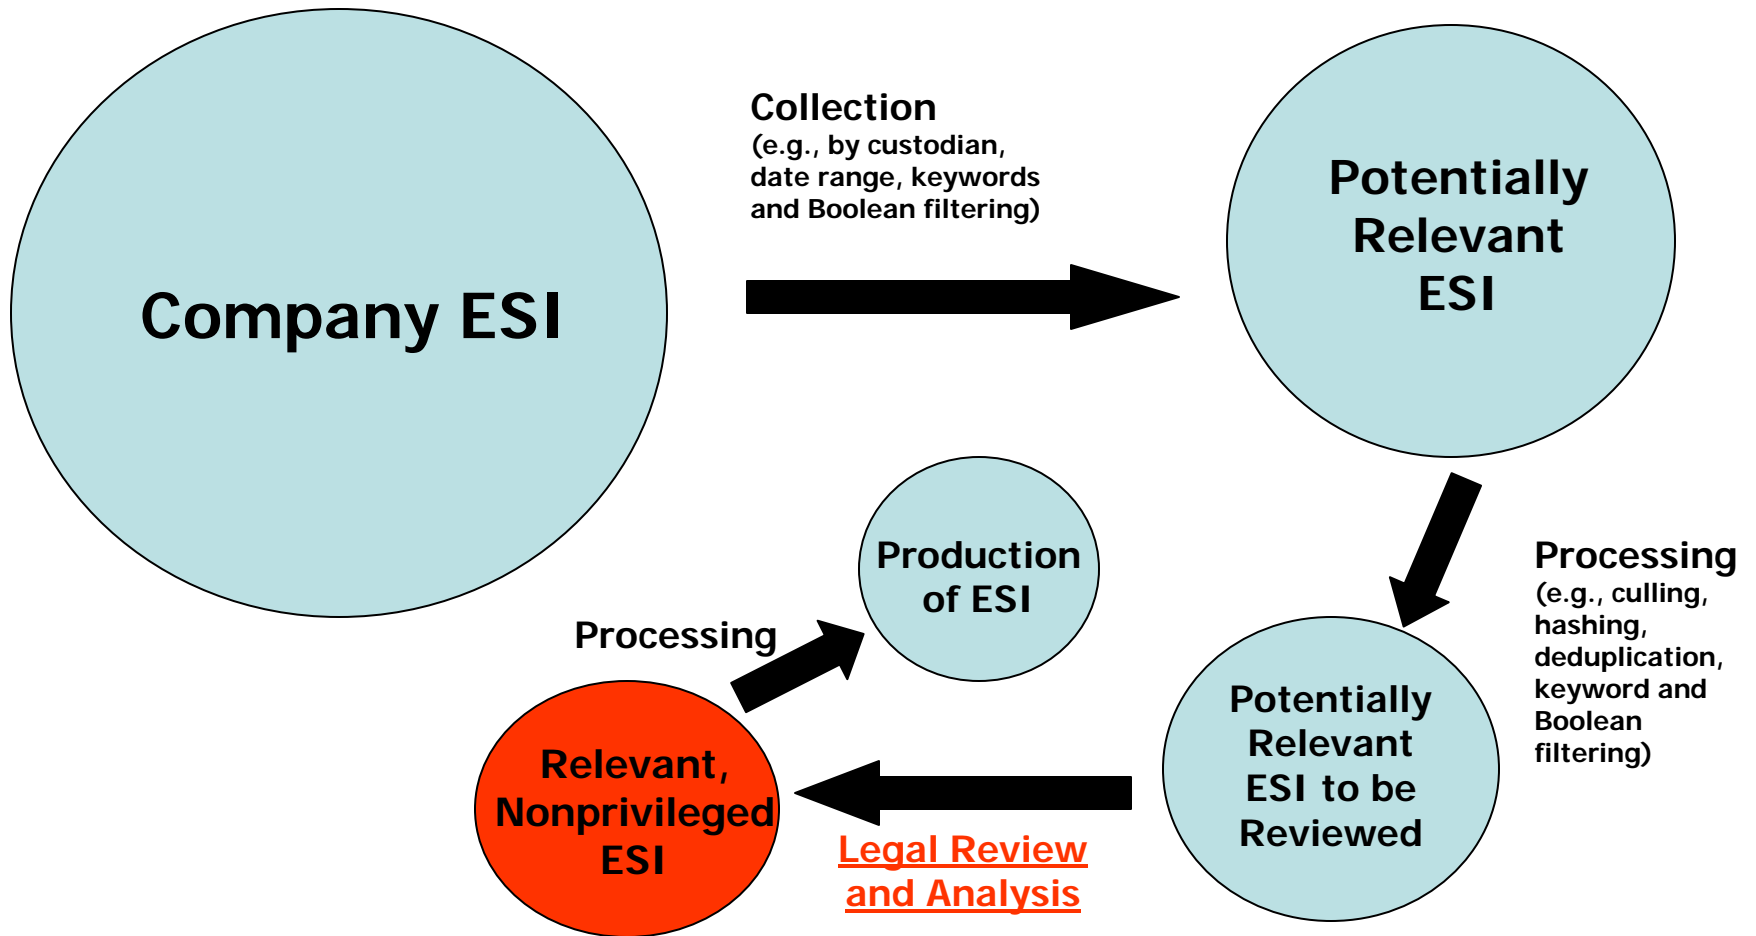 Company ESI
Collection
(e.g., by custodian,
date range, keywords
and Boolean filtering)
Potentially
Relevant
ESI
Processing
(e.g., culling,
hashing,
deduplication,
keyword and
Boolean
filtering)
Potentially
Relevant
ESI to be
Reviewed
Legal Review
and Analysis
Relevant,
Nonprivileged
ESI
Processing
Production
of ESI